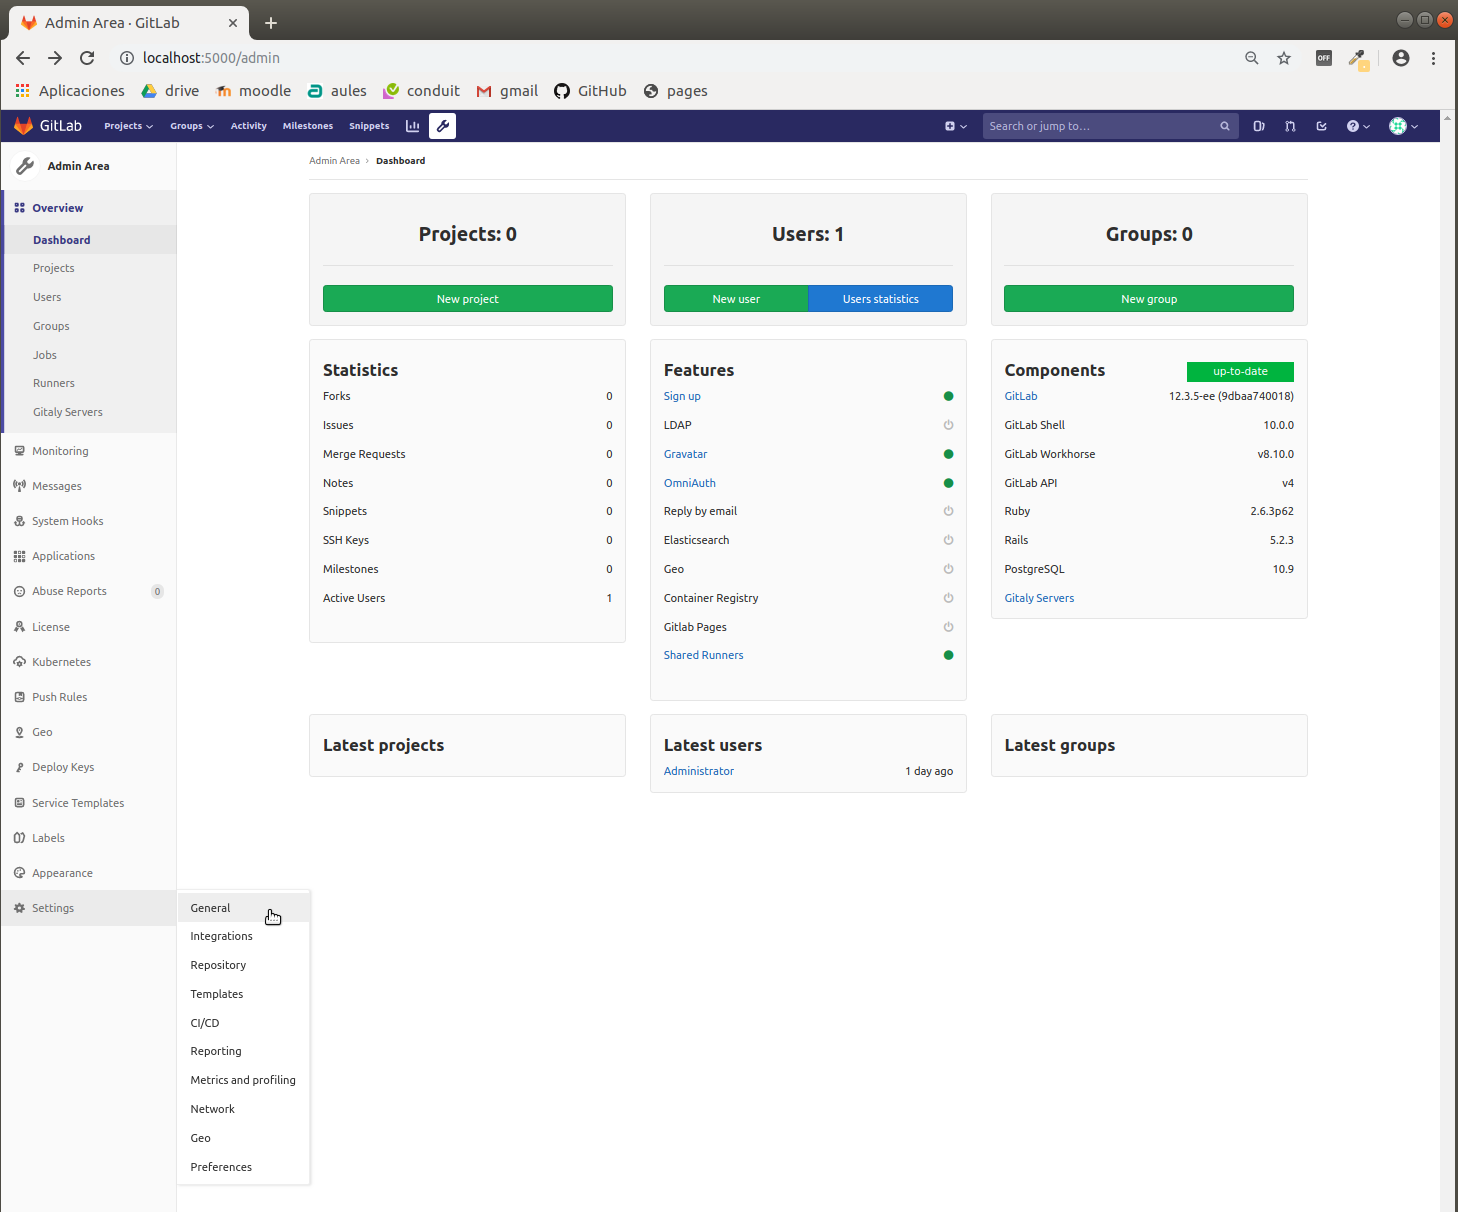 Admin Area · GitLab
localhost:5000/admin
OFF
Aplicaciones drive moodle aules conduit gmail GitHub pages
GitLab Projects Groups Activity Milestones Snippets Search or jump to…
Admin Area
Overview
Dashboard
Projects
Users
Groups
Jobs
Runners
Gitaly Servers
Monitoring
Messages
System Hooks
Applications
Abuse Reports 0
License
Kubernetes
Push Rules
Geo
Deploy Keys
Service Templates
Labels
Appearance
Settings
General
Integrations
Repository
Templates
CI/CD
Reporting
Metrics and profiling
Network
Geo
Preferences
Admin Area › Dashboard
Projects: 0
New project
Users: 1
New user Users statistics
Groups: 0
New group
Statistics
Forks 0
Issues 0
Merge Requests 0
Notes 0
Snippets 0
SSH Keys 0
Milestones 0
Active Users 1
Features
Sign up
LDAP
Gravatar
OmniAuth
Reply by email
Elasticsearch
Geo
Container Registry
Gitlab Pages
Shared Runners
Components up-to-date
GitLab 12.3.5-ee (9dbaa740018)
GitLab Shell 10.0.0
GitLab Workhorse v8.10.0
GitLab API v4
Ruby 2.6.3p62
Rails 5.2.3
PostgreSQL 10.9
Gitaly Servers
Latest projects
Latest users
Administrator 1 day ago
Latest groups